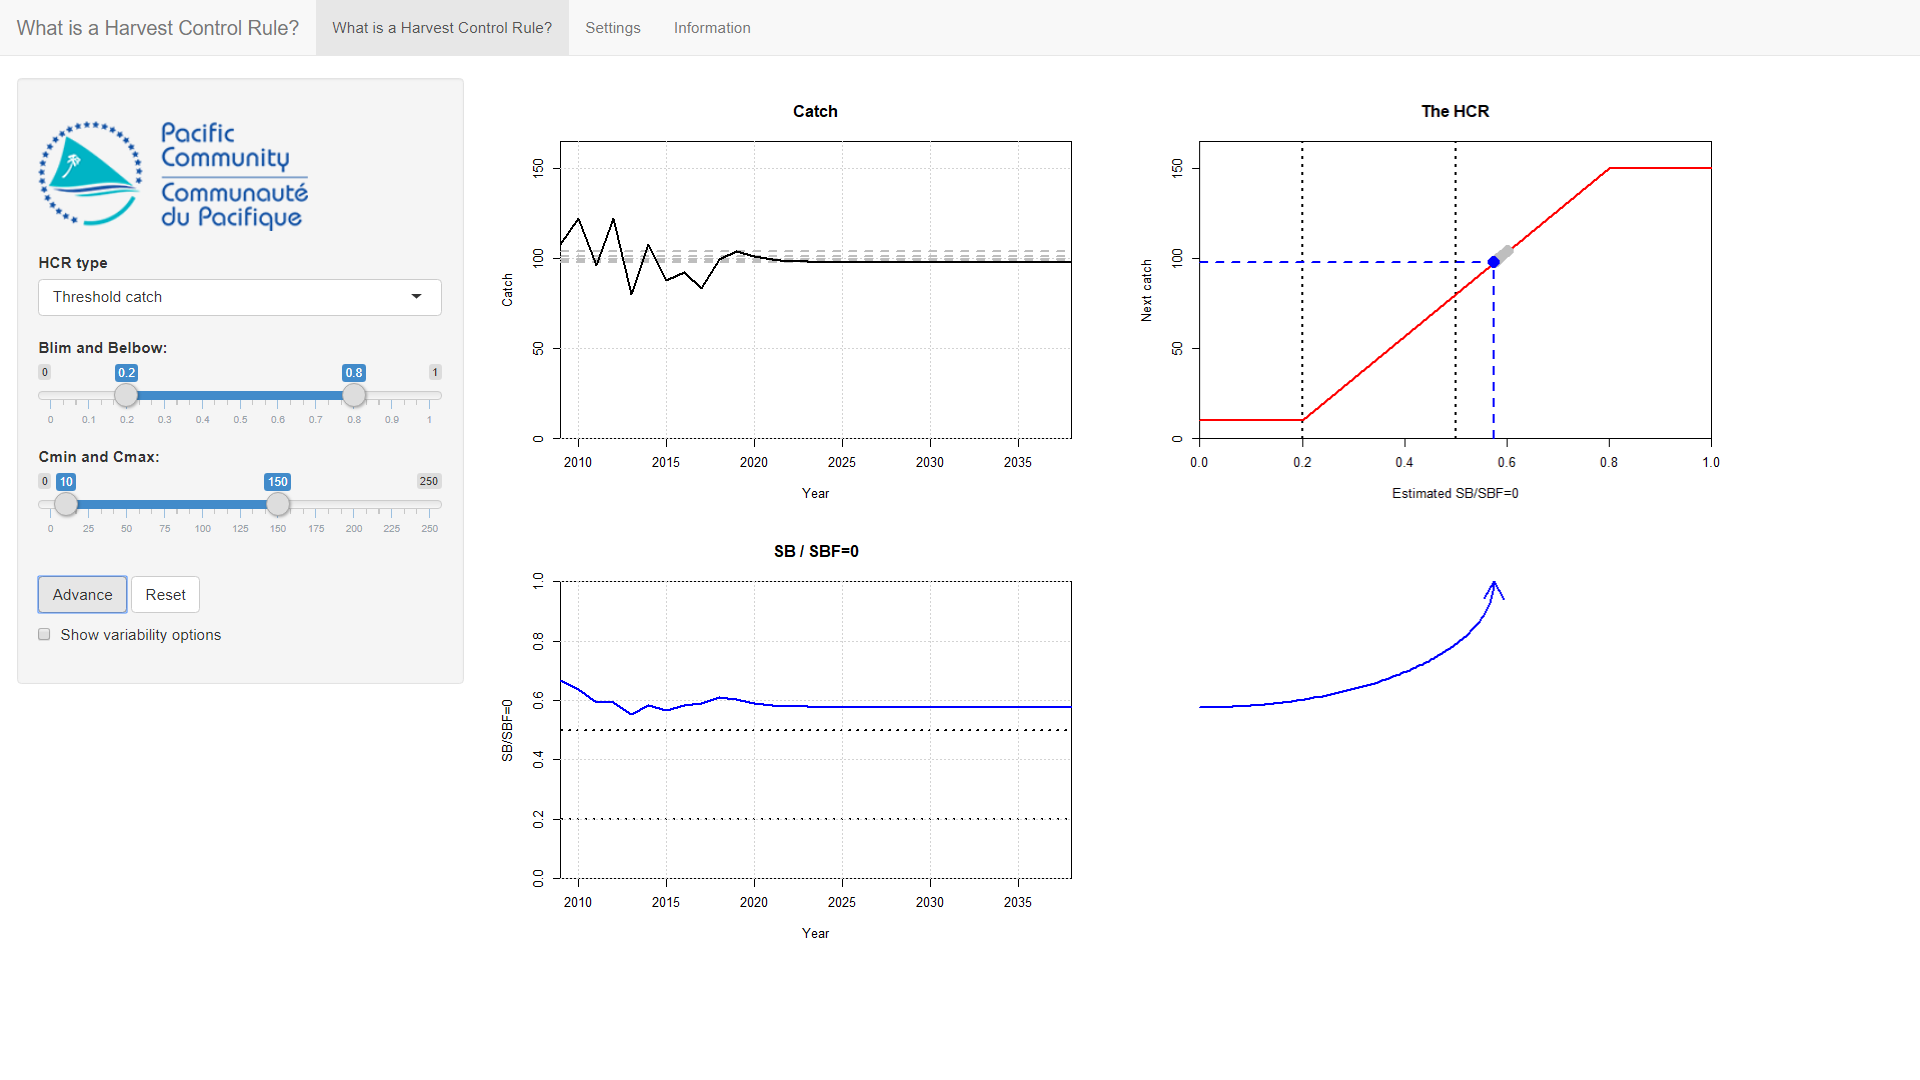 What is a Harvest Control Rule?
What is a Harvest Control Rule?
Settings
Information
Pacific
Community
Communauté
du Pacifique
HCR type
Threshold catch
Blim and Belbow:
0 0.2 0.8 1
0 0.1 0.2 0.3 0.4 0.5 0.6 0.7 0.8 0.9 1
Cmin and Cmax:
0 10 150 250
0 25 50 75 100 125 150 175 200 225 250
Advance
Reset
Show variability options
Catch
Catch
150
100
50
0
2010 2015 2020 2025 2030 2035
Year
The HCR
Next catch
150
100
50
0
0.0 0.2 0.4 0.6 0.8 1.0
Estimated SB/SBF=0
SB / SBF=0
SB/SBF=0
1.0
0.8
0.6
0.4
0.2
0.0
2010 2015 2020 2025 2030 2035
Year